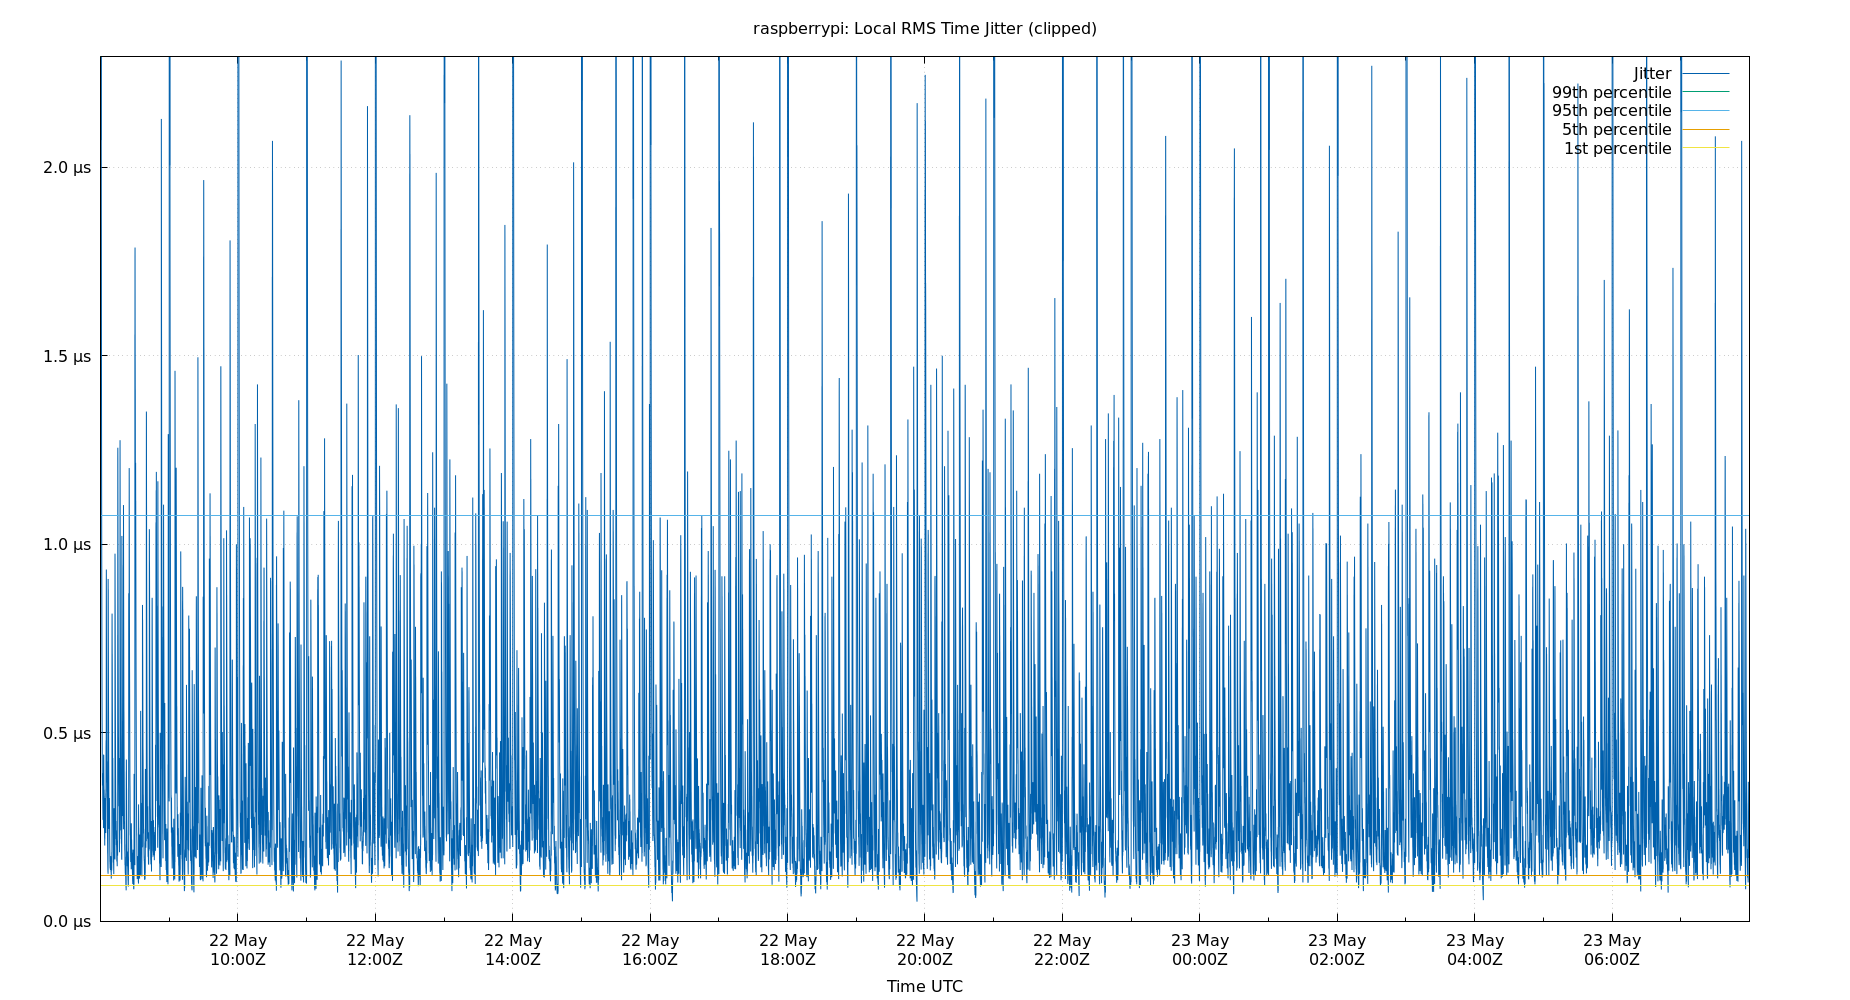 raspberrypi: Local RMS Time Jitter (clipped)
Jitter
99th percentile
95th percentile
5th percentile
1st percentile
2.0 µs
1.5 µs
1.0 µs
0.5 µs
0.0 µs
22 May 22 May 22 May 22 May 22 May 22 May 22 May 23 May 23 May 23 May 23 May
10:00Z 12:00Z 14:00Z 16:00Z 18:00Z 20:00Z 22:00Z 00:00Z 02:00Z 04:00Z 06:00Z
Time UTC